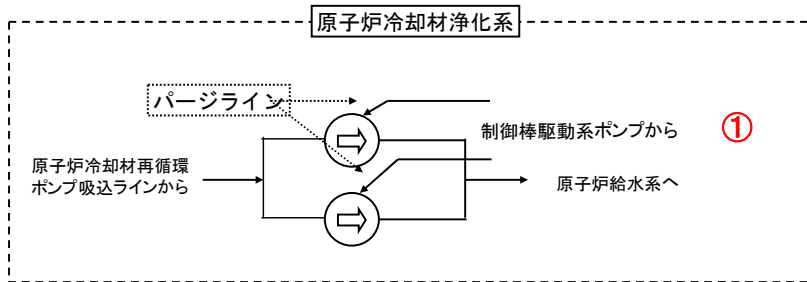 原子炉冷却材浄化系
パージライン
制御棒駆動系ポンプから
①
原子炉冷却材再循環
ポンプ吸込ラインから
原子炉給水系へ